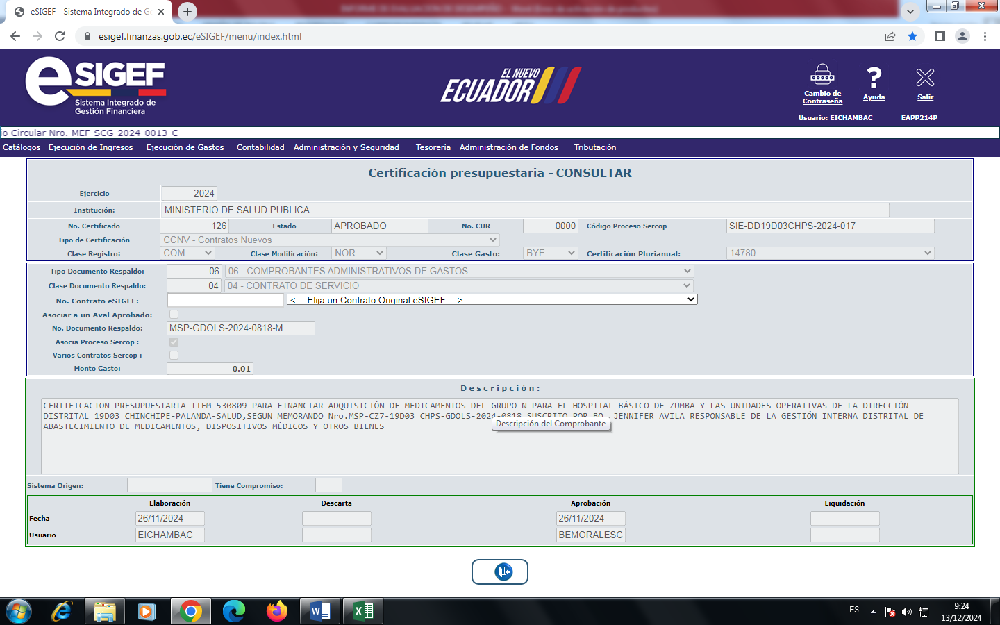 eSIGEF - Sistema Integrado de G
esigef.finanzas.gob.ec/eSIGEF/menu/index.html
eSIGEF
Sistema Integrado de
Gestión Financiera
EL NUEVO
ECUADOR
Cambio de
Contraseña
Ayuda
Salir
Usuario: EICHAMBAC
EAPP214P
o Circular Nro. MEF-SCG-2024-0013-C
Catálogos Ejecución de Ingresos Ejecución de Gastos Contabilidad Administración y Seguridad Tesorería Administración de Fondos Tributación
Certificación presupuestaria - CONSULTAR
Ejercicio 2024
Institución: MINISTERIO DE SALUD PUBLICA
No. Certificado 126 Estado APROBADO No. CUR 0000 Código Proceso Sercop SIE-DD19D03CHPS-2024-017
Tipo de Certificación CCNV - Contratos Nuevos
Clase Registro: COM Clase Modificación: NOR Clase Gasto: BYE Certificación Plurianual: 14780
Tipo Documento Respaldo: 06 06 - COMPROBANTES ADMINISTRATIVOS DE GASTOS
Clase Documento Respaldo: 04 04 - CONTRATO DE SERVICIO
No. Contrato eSIGEF: <--- Elija un Contrato Original eSIGEF --->
Asociar a un Aval Aprobado:
No. Documento Respaldo: MSP-GDOLS-2024-0818-M
Asocia Proceso Sercop :
Varios Contratos Sercop :
Monto Gasto: 0.01
Descripción:
CERTIFICACION PRESUPUESTARIA ITEM 530809 PARA FINANCIAR ADQUISICIÓN DE MEDICAMENTOS DEL GRUPO N PARA EL HOSPITAL BÁSICO DE ZUMBA Y LAS UNIDADES OPERATIVAS DE LA DIRECCIÓN
DISTRITAL 19D03 CHINCHIPE-PALANDA-SALUD,SEGUN MEMORANDO Nro.MSP-CZ7-19D03 CHPS-GDOLS-2024-0818 SUSCRITO POR BQ. JENNIFER AVILA RESPONSABLE DE LA GESTIÓN INTERNA DISTRITAL DE
Descripción del Comprobante
ABASTECIMIENTO DE MEDICAMENTOS, DISPOSITIVOS MÉDICOS Y OTROS BIENES
Sistema Origen: Tiene Compromiso:
Elaboración Descarta Aprobación Liquidación
Fecha 26/11/2024 26/11/2024
Usuario EICHAMBAC BEMORALESC
ES
9:24
13/12/2024